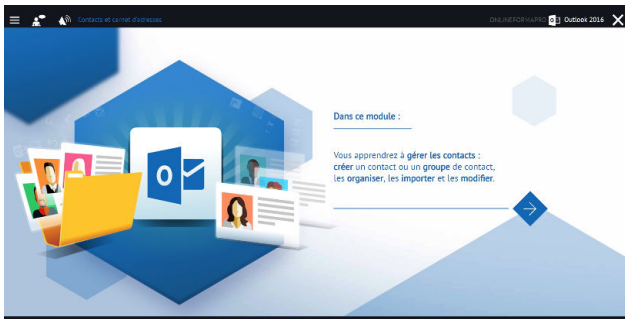 Contacts et carnet d'adresses
ONLINEFORMAPRO Outlook 2016
Dans ce module :
Vous apprendrez à gérer les contacts :
créer un contact ou un groupe de contact,
les organiser, les importer et les modifier.